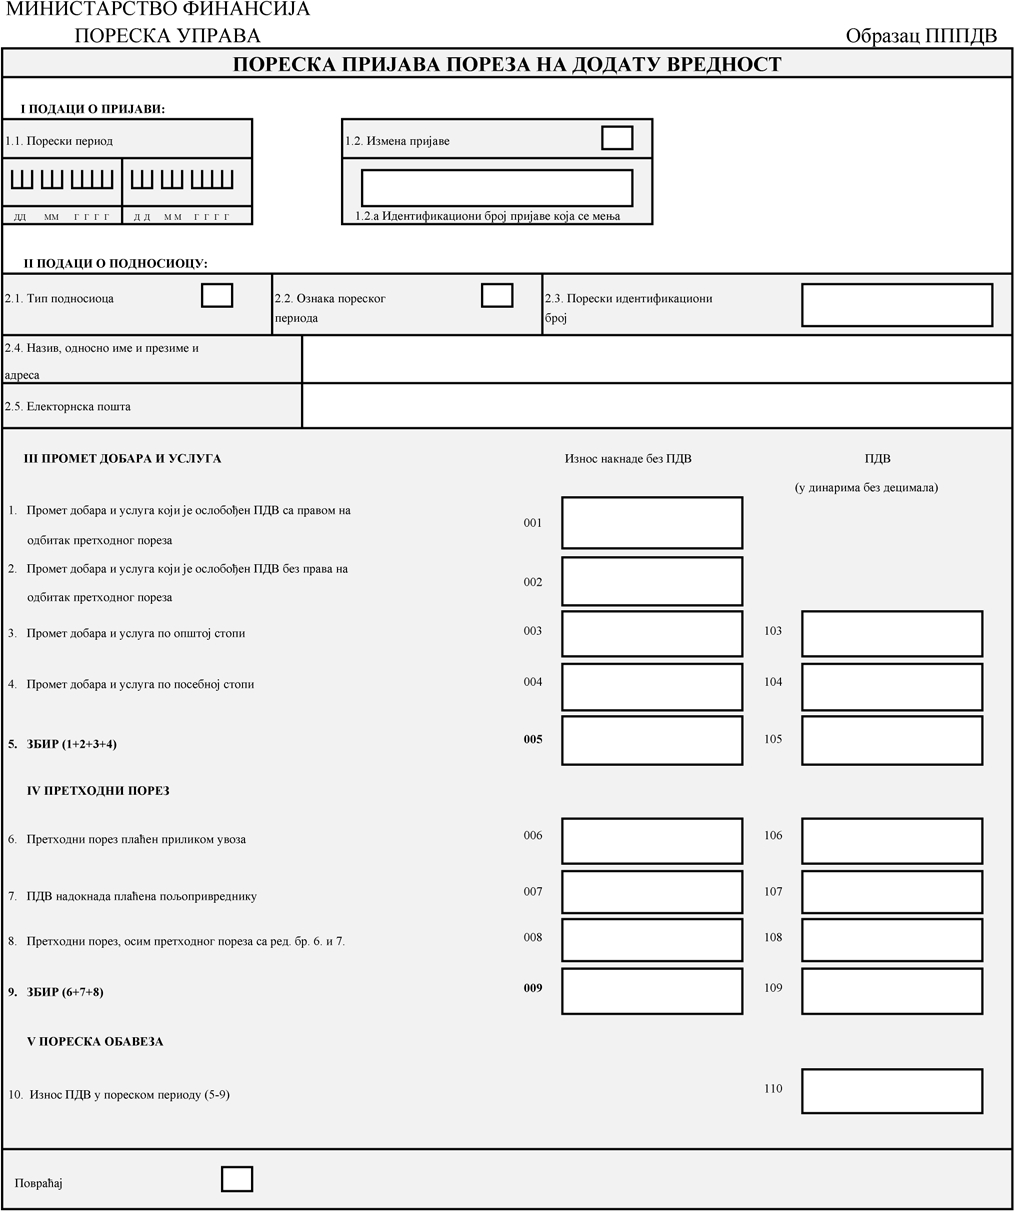 МИНИСТАРСТВО ФИНАНСИЈА
ПОРЕСКА УПРАВА Образац ПППДВ
ПОРЕСКА ПРИЈАВА ПОРЕЗА НА ДОДАТУ ВРЕДНОСТ
I ПОДАЦИ О ПРИЈАВИ:
1.1. Порески период 1.2. Измена пријаве
ДД ММ Г Г Г Г Д Д М М Г Г Г Г 1.2.а Идентификациони број пријаве која се мења
II ПОДАЦИ О ПОДНОСИОЦУ:
2.1. Тип подносиоца 2.2. Ознака пореског 2.3. Порески идентификациони
периода број
2.4. Назив, односно име и презиме и
адреса
2.5. Електорнска пошта
III ПРОМЕТ ДОБАРА И УСЛУГА Износ накнаде без ПДВ ПДВ
(у динарима без децимала)
1. Промет добара и услуга који је ослобођен ПДВ са правом на 001
одбитак претходног пореза
2. Промет добара и услуга који је ослобођен ПДВ без права на 002
одбитак претходног пореза
3. Промет добара и услуга по општој стопи 003 103
4. Промет добара и услуга по посебној стопи 004 104
5. ЗБИР (1+2+3+4) 005 105
IV ПРЕТХОДНИ ПОРЕЗ
6. Претходни порез плаћен приликом увоза 006 106
7. ПДВ надокнада плаћена пољопривреднику 007 107
8. Претходни порез, осим претходног пореза са ред. бр. 6. и 7. 008 108
9. ЗБИР (6+7+8) 009 109
V ПОРЕСКА ОБАВЕЗА
10. Износ ПДВ у пореском периоду (5-9) 110
Повраћај